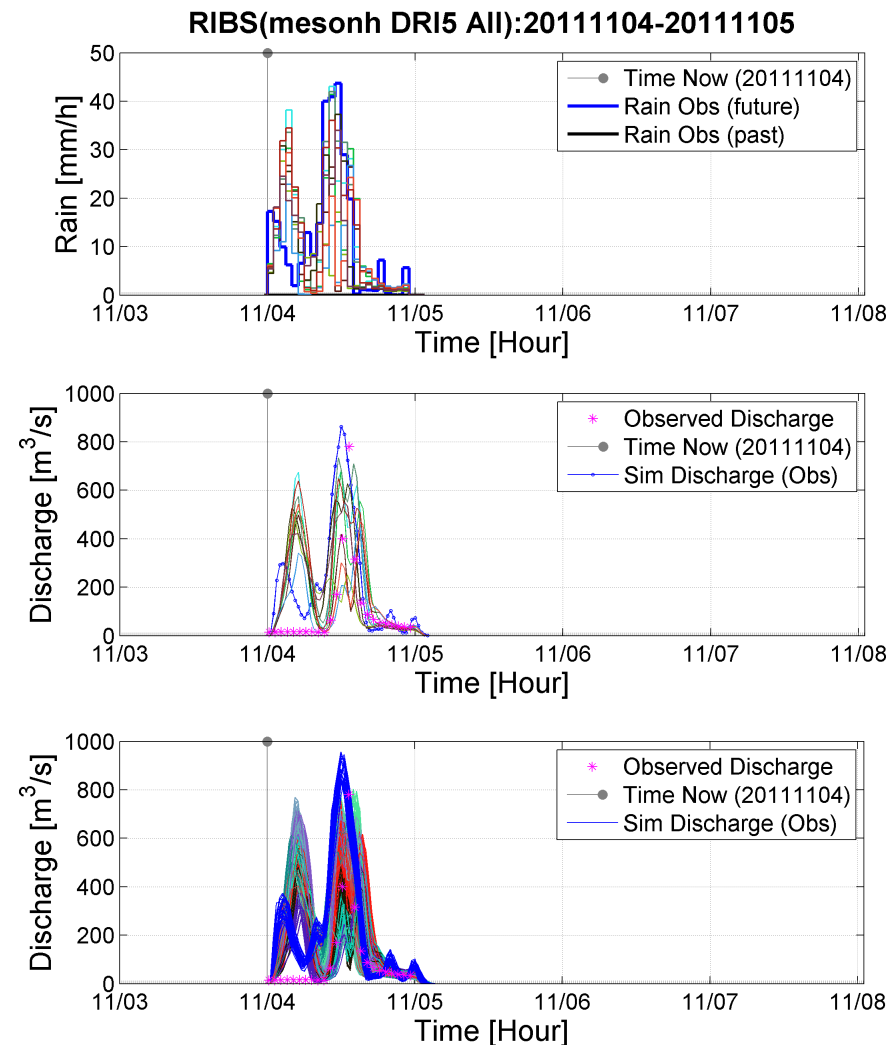 RIBS(mesonh DRI5 All):20111104-20111105
50
40
30
20
10
0
Rain [mm/h]
Time Now (20111104)
Rain Obs (future)
Rain Obs (past)
11/03 11/04 11/05 11/06 11/07 11/08
Time [Hour]
1000
800
600
400
200
0
Discharge [m³/s]
Observed Discharge
Time Now (20111104)
Sim Discharge (Obs)
11/03 11/04 11/05 11/06 11/07 11/08
Time [Hour]
1000
800
600
400
200
0
Discharge [m³/s]
Observed Discharge
Time Now (20111104)
Sim Discharge (Obs)
11/03 11/04 11/05 11/06 11/07 11/08
Time [Hour]